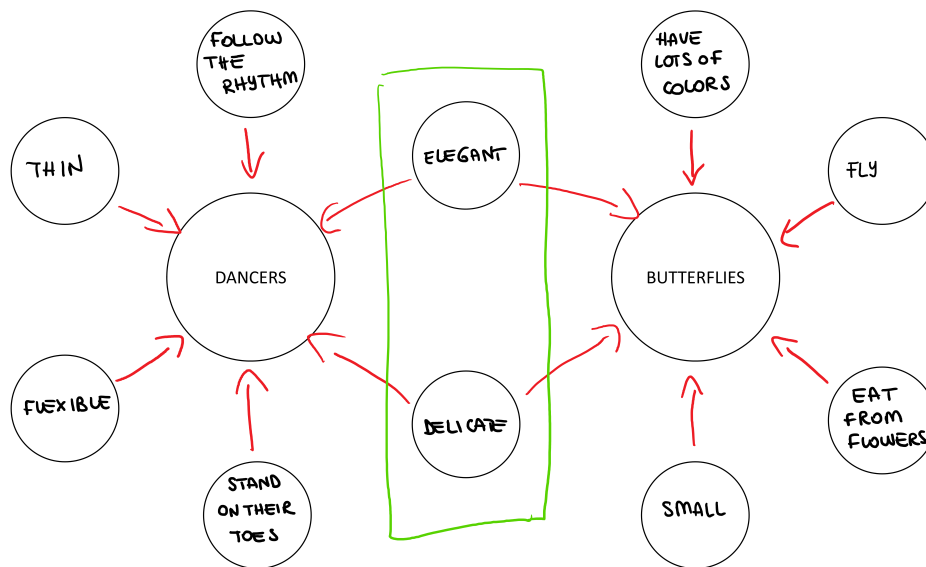 FOLLOW
THE
RHYTHM
HAVE
LOTS OF
COLORS
THIN
ELEGANT
FLY
DANCERS
BUTTERFLIES
FLEXIBLE
DELICATE
EAT
FROM
FLOWERS
STAND
ON THEIR
TOES
SMALL